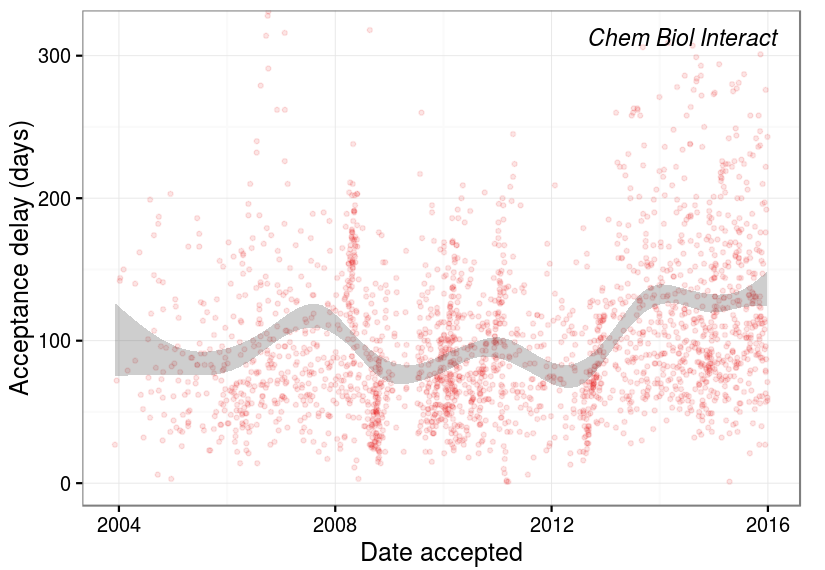 Chem Biol Interact
300
200
100
0
Acceptance delay (days)
2004
2008
2012
2016
Date accepted